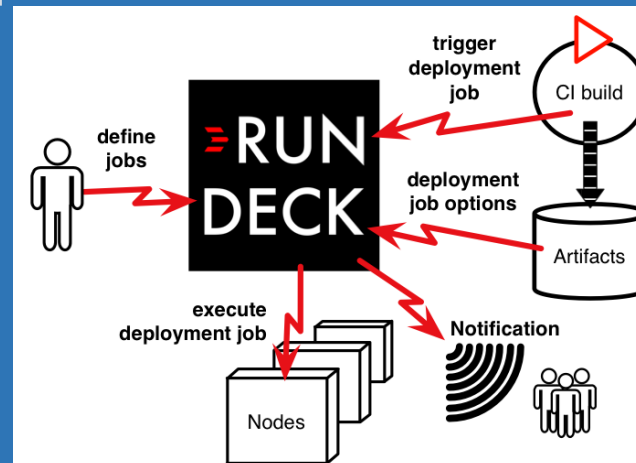 trigger
deployment
job
CI build
define
jobs
RUN
DECK
deployment
job options
Artifacts
execute
deployment job
Notification
Nodes